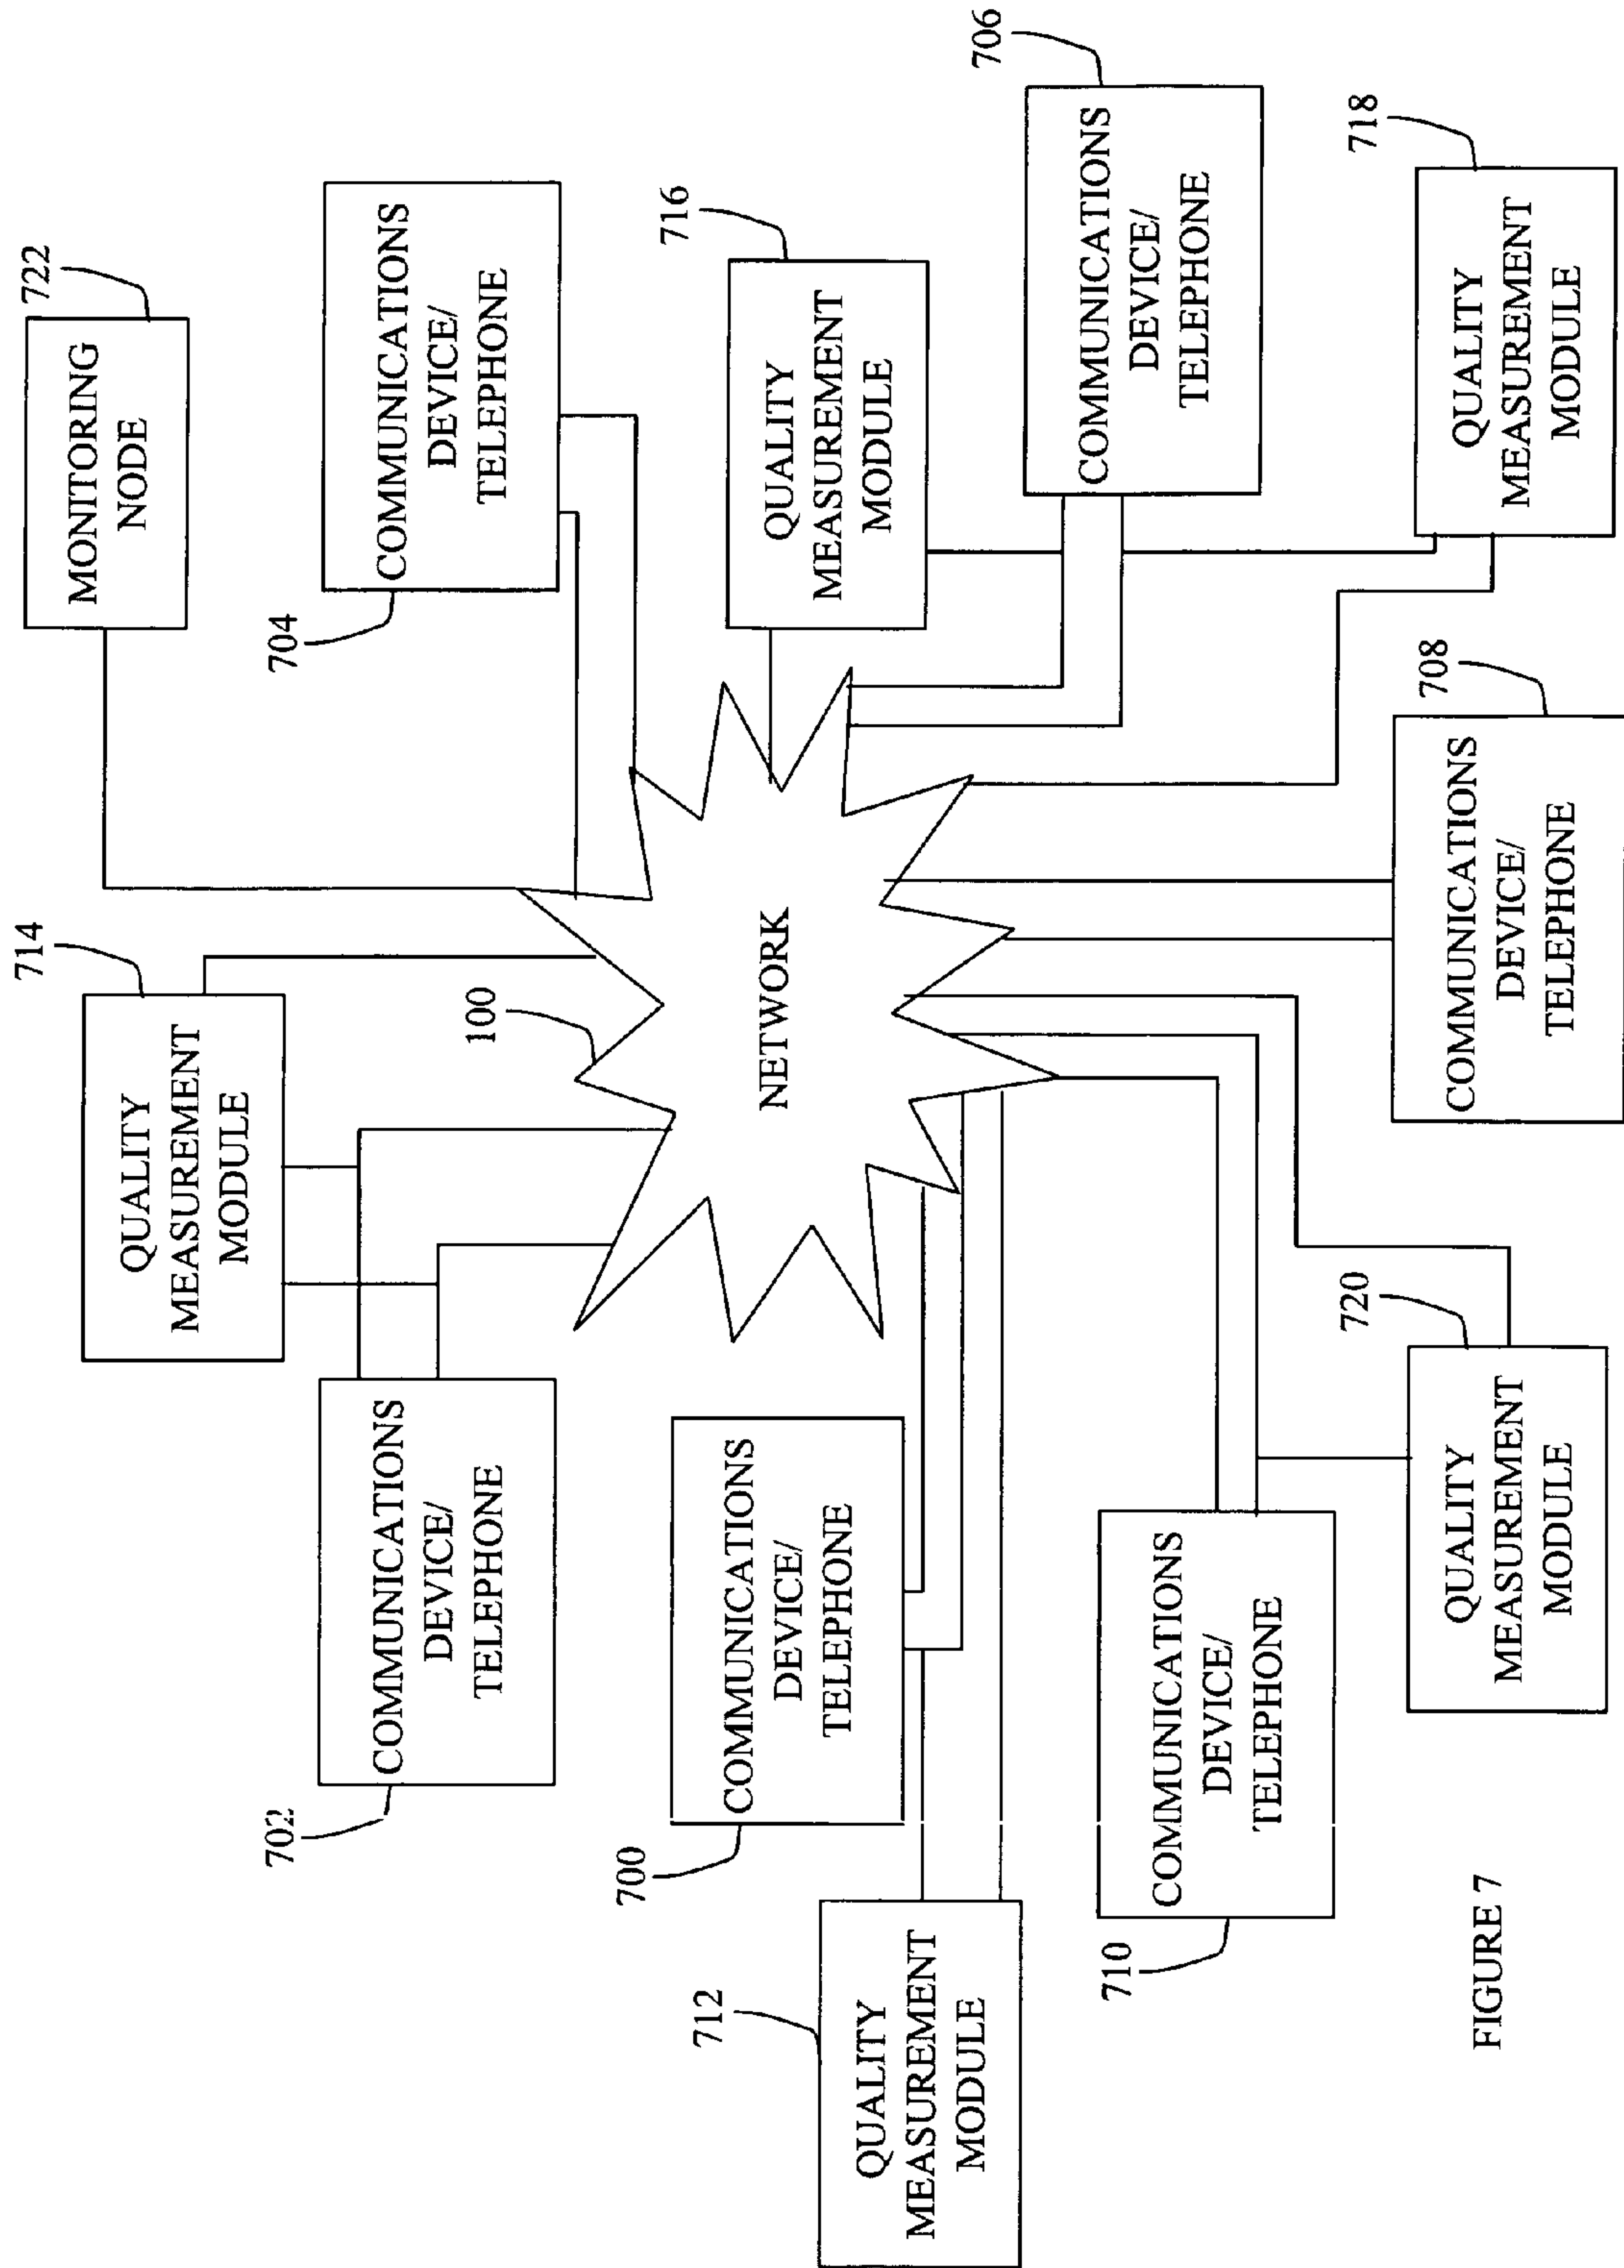 712
QUALITY
MEASUREMENT
MODULE
700
COMMUNICATIONS
DEVICE/
TELEPHONE
702
COMMUNICATIONS
DEVICE/
TELEPHONE
714
QUALITY
MEASUREMENT
MODULE
100
NETWORK
722
MONITORING
NODE
704
COMMUNICATIONS
DEVICE/
TELEPHONE
716
QUALITY
MEASUREMENT
MODULE
706
COMMUNICATIONS
DEVICE/
TELEPHONE
710
COMMUNICATIONS
DEVICE/
TELEPHONE
720
QUALITY
MEASUREMENT
MODULE
708
COMMUNICATIONS
DEVICE/
TELEPHONE
718
QUALITY
MEASUREMENT
MODULE
FIGURE 7